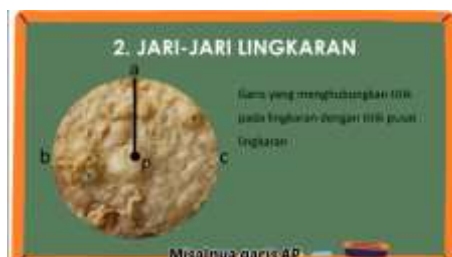 2. JARI-JARI LINGKARAN
a
Garis yang menghubungkan titik
pada lingkaran dengan titik pusat
lingkaran
b
c
p
Misalnya garis AP